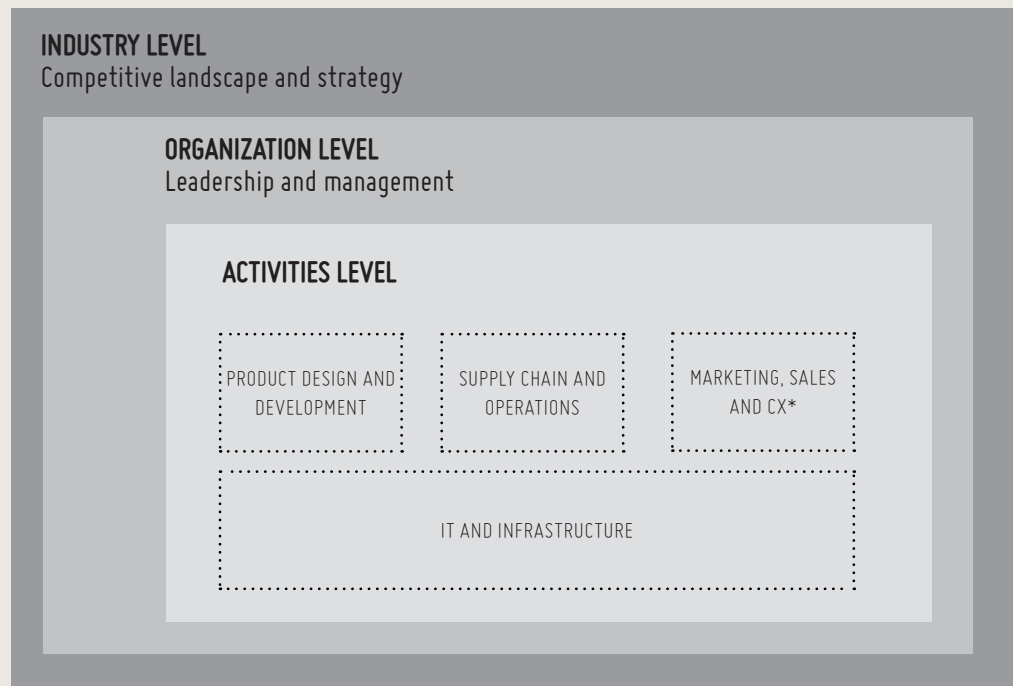 INDUSTRY LEVEL
Competitive landscape and strategy
ORGANIZATION LEVEL
Leadership and management
ACTIVITIES LEVEL
PRODUCT DESIGN AND
DEVELOPMENT
SUPPLY CHAIN AND
OPERATIONS
MARKETING, SALES
AND CX*
IT AND INFRASTRUCTURE